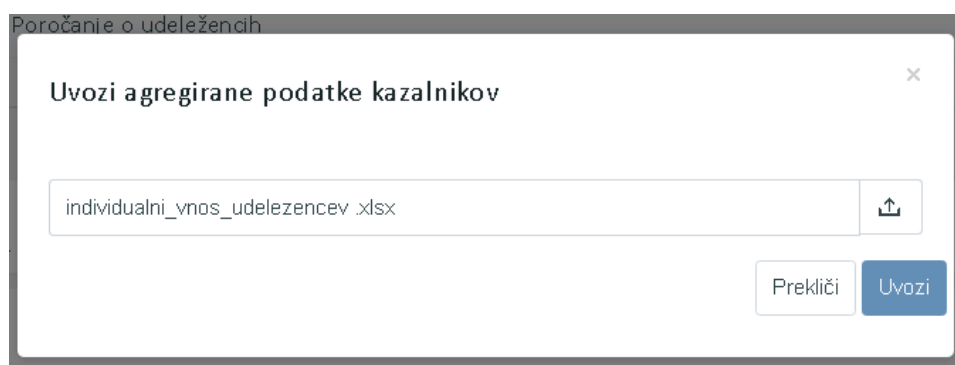 Poročanje o udeležencih
Uvozi agregirane podatke kazalnikov
×
individualni_vnos_udelezencev .xlsx
Prekliči Uvozi